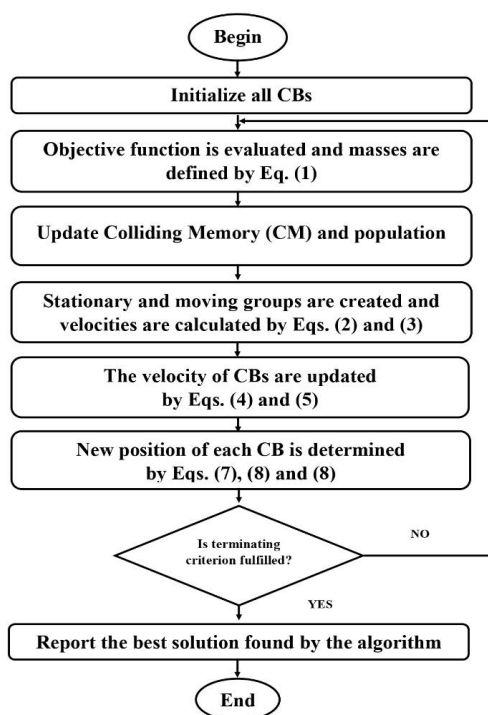 Begin
Initialize all CBs
Objective function is evaluated and masses are
defined by Eq. (1)
Update Colliding Memory (CM) and population
Stationary and moving groups are created and
velocities are calculated by Eqs. (2) and (3)
The velocity of CBs are updated
by Eqs. (4) and (5)
New position of each CB is determined
by Eqs. (7), (8) and (8)
Is terminating
criterion fulfilled?
NO
YES
Report the best solution found by the algorithm
End